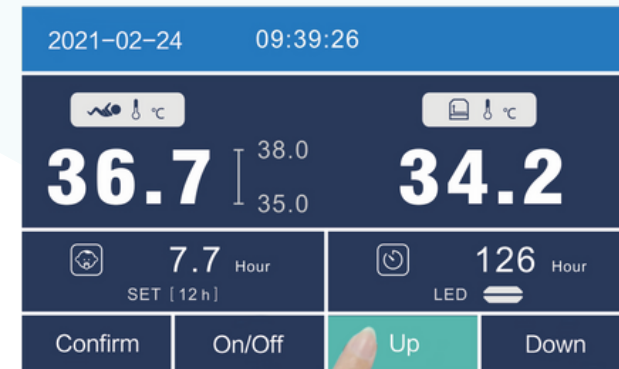 2021-02-24 09:39:26
℃ ℃
36.7 38.0 35.0 34.2
7.7 Hour 126 Hour
SET [12h] LED
Confirm On/Off Up Down